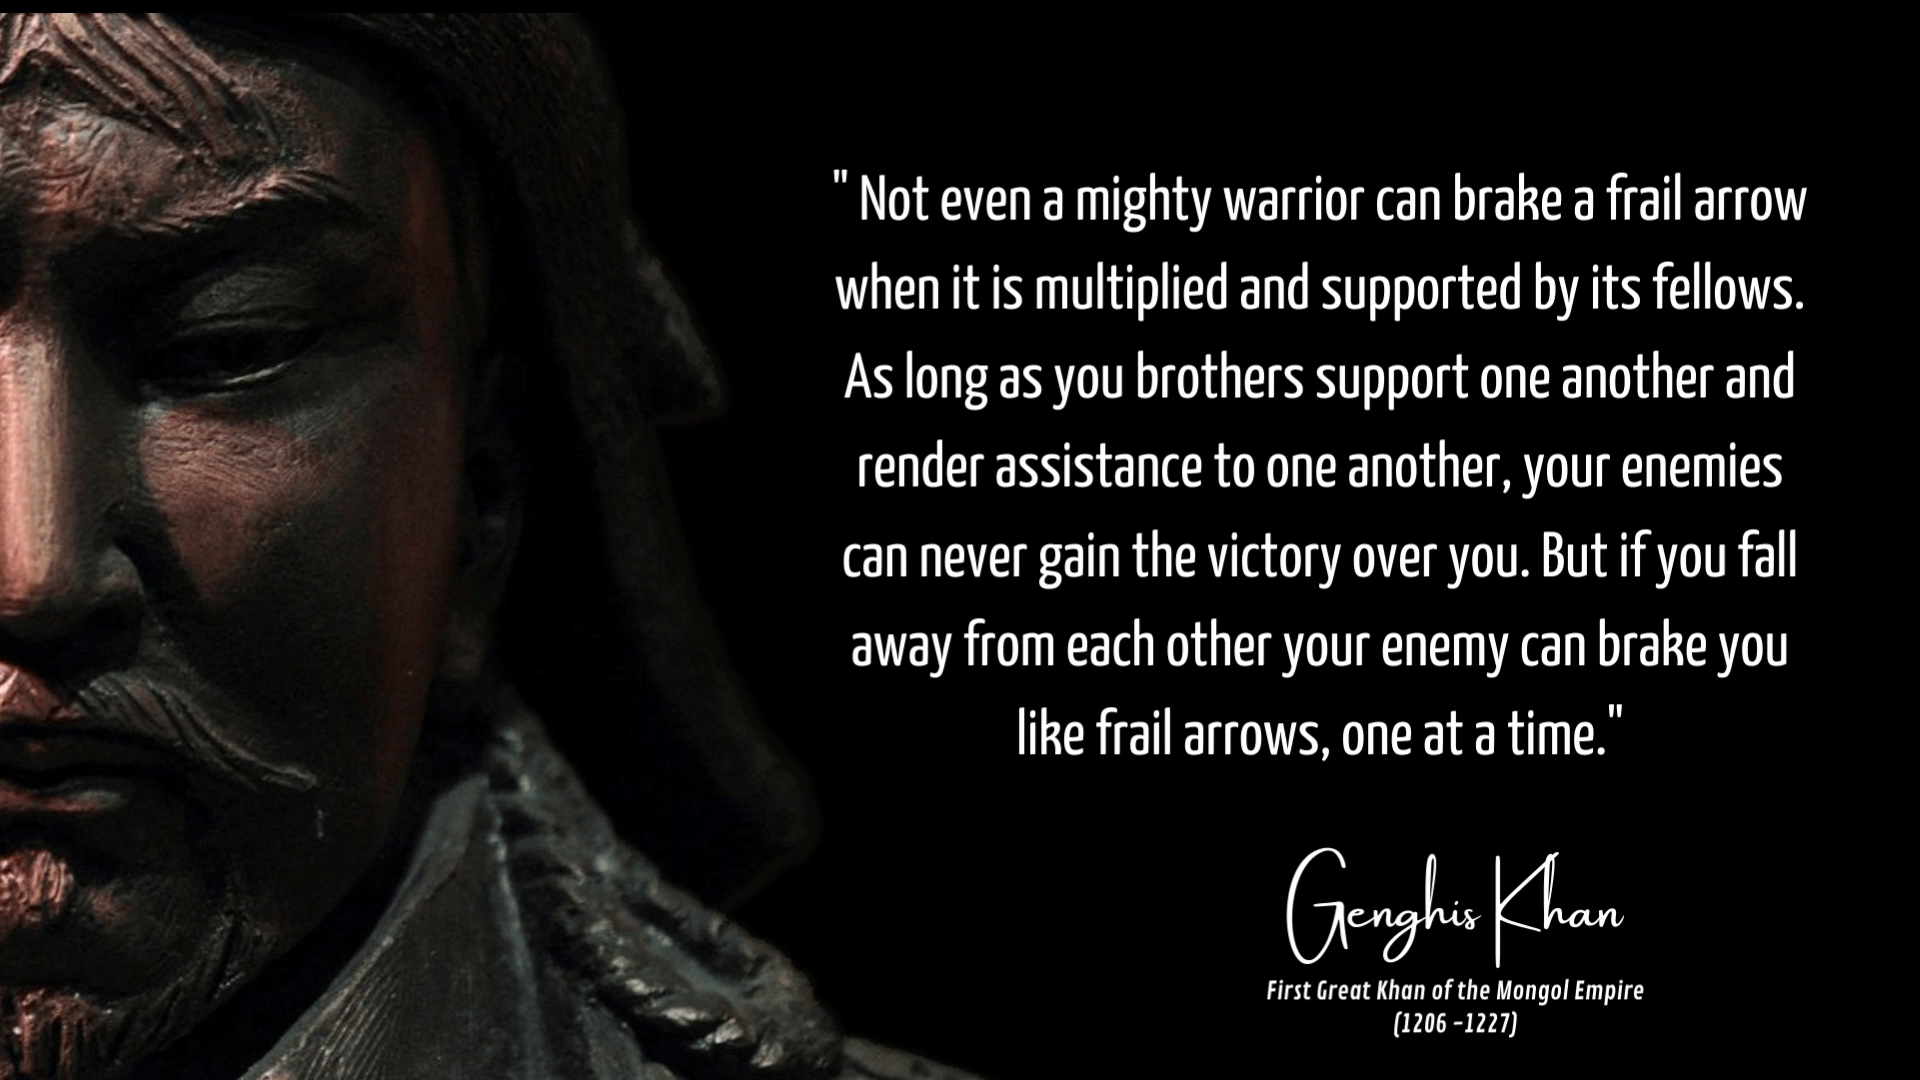 " Not even a mighty warrior can brake a frail arrow
when it is multiplied and supported by its fellows.
As long as you brothers support one another and
render assistance to one another, your enemies
can never gain the victory over you. But if you fall
away from each other your enemy can brake you
like frail arrows, one at a time."
Genghis Khan
First Great Khan of the Mongol Empire
(1206 –1227)